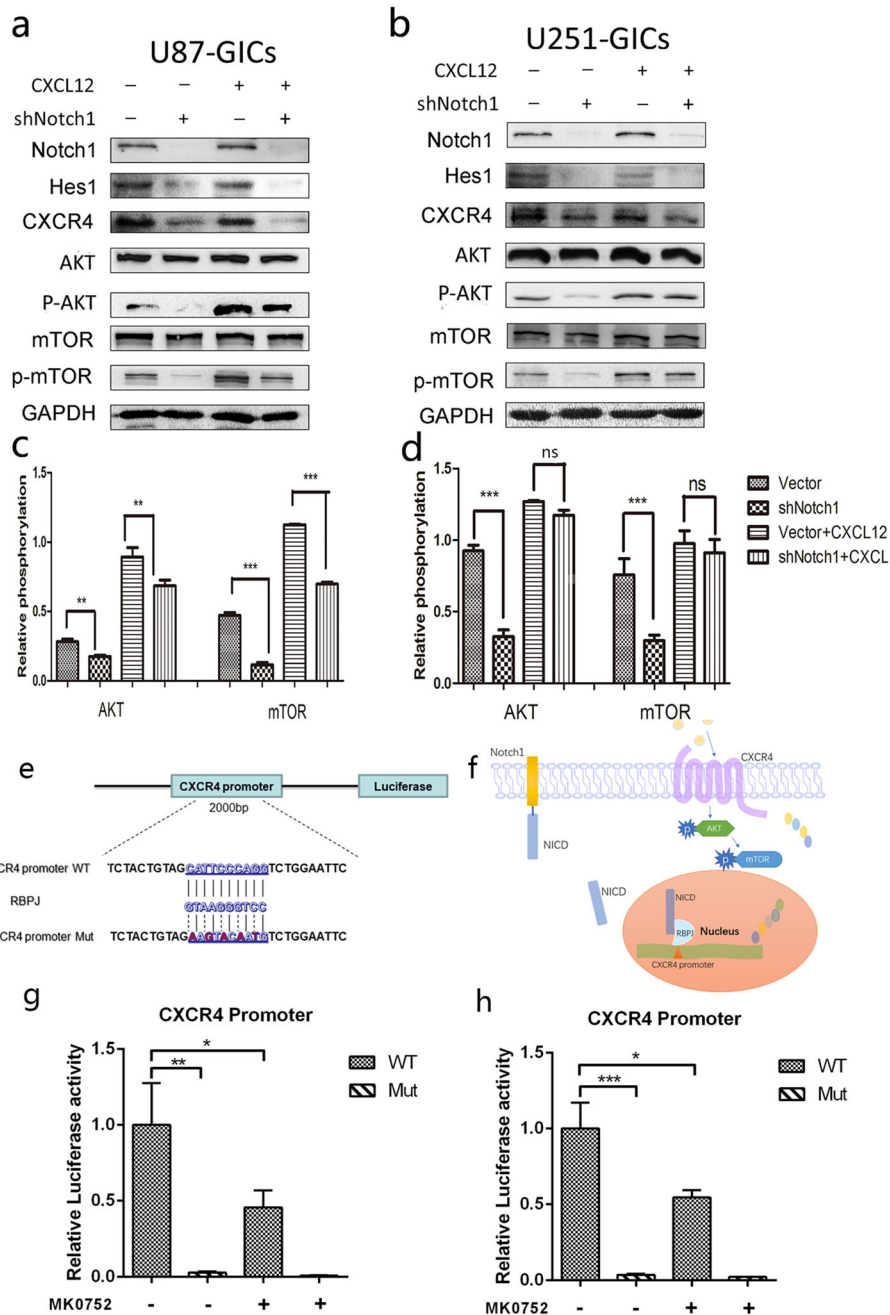 a
U87-GICs
CXCL12 – – + +
shNotch1 – + – +
Notch1
Hes1
CXCR4
AKT
P-AKT
mTOR
p-mTOR
GAPDH
b
U251-GICs
CXCL12 – – + +
shNotch1 – + – +
Notch1
Hes1
CXCR4
AKT
P-AKT
mTOR
p-mTOR
GAPDH
c
Relative phosphorylation
1.5
1.0
0.5
0.0
**
**
***
***
AKT mTOR
d
Relative phosphorylation
1.5
1.0
0.5
0.0
***
ns
***
ns
AKT mTOR
Vector
shNotch1
Vector+CXCL12
shNotch1+CXCL
e
CXCR4 promoter
Luciferase
2000bp
CR4 promoter WT TCTACTGTAGCATTCCCAGGTCTGGAATTC
RBPJ GTAAGGGTCC
CR4 promoter Mut TCTACTGTAGAAGTACAATGTCTGGAATTC
f
Notch1
CXCR4
NICD
p AKT
p mTOR
NICD
NICD
RBPJ
Nucleus
CXCR4 promoter
g
CXCR4 Promoter
Relative Luciferase activity
1.5
1.0
0.5
0.0
*
**
WT
Mut
MK0752 - - + +
h
CXCR4 Promoter
Relative Luciferase activity
1.5
1.0
0.5
0.0
*
***
WT
Mut
MK0752 - - + +